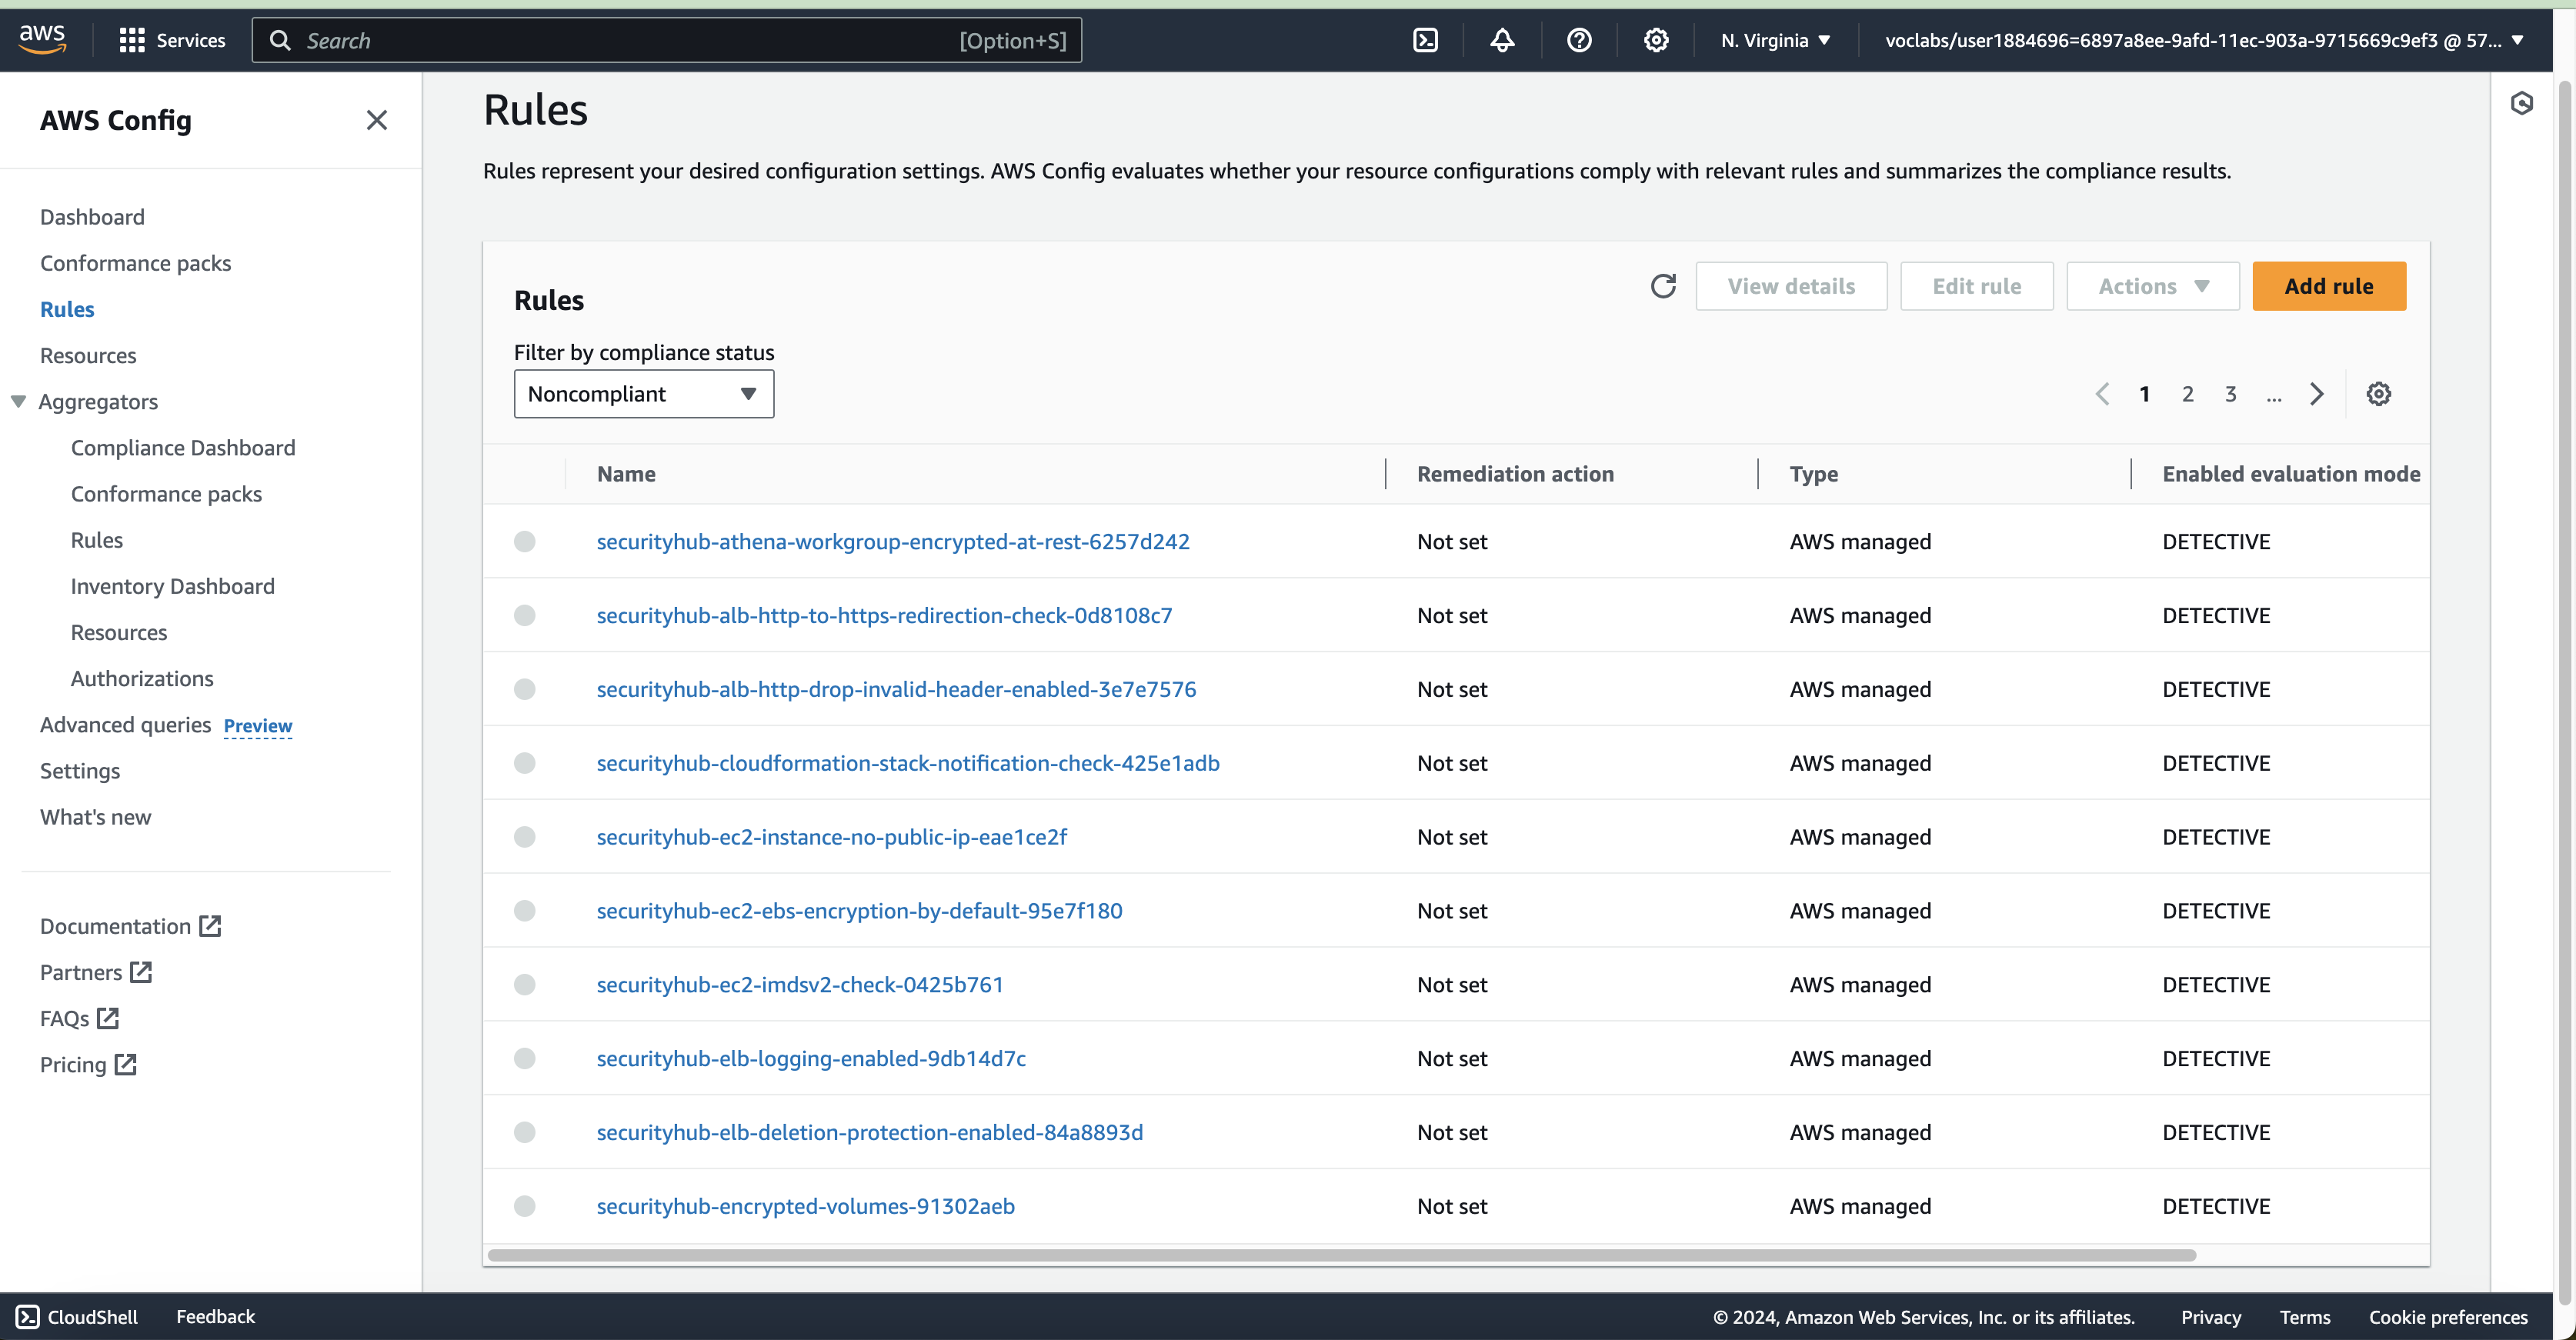 aws
Services
Search [Option+S]
N. Virginia
voclabs/user1884696=6897a8ee-9afd-11ec-903a-9715669c9ef3 @ 57...
AWS Config
Dashboard
Conformance packs
Rules
Resources
Aggregators
Compliance Dashboard
Conformance packs
Rules
Inventory Dashboard
Resources
Authorizations
Advanced queries Preview
Settings
What's new
Documentation
Partners
FAQs
Pricing
Rules
Rules represent your desired configuration settings. AWS Config evaluates whether your resource configurations comply with relevant rules and summarizes the compliance results.
Rules
View details
Edit rule
Actions
Add rule
Filter by compliance status
Noncompliant
1 2 3 ...
Name Remediation action Type Enabled evaluation mode
securityhub-athena-workgroup-encrypted-at-rest-6257d242 Not set AWS managed DETECTIVE
securityhub-alb-http-to-https-redirection-check-0d8108c7 Not set AWS managed DETECTIVE
securityhub-alb-http-drop-invalid-header-enabled-3e7e7576 Not set AWS managed DETECTIVE
securityhub-cloudformation-stack-notification-check-425e1adb Not set AWS managed DETECTIVE
securityhub-ec2-instance-no-public-ip-eae1ce2f Not set AWS managed DETECTIVE
securityhub-ec2-ebs-encryption-by-default-95e7f180 Not set AWS managed DETECTIVE
securityhub-ec2-imdsv2-check-0425b761 Not set AWS managed DETECTIVE
securityhub-elb-logging-enabled-9db14d7c Not set AWS managed DETECTIVE
securityhub-elb-deletion-protection-enabled-84a8893d Not set AWS managed DETECTIVE
securityhub-encrypted-volumes-91302aeb Not set AWS managed DETECTIVE
CloudShell Feedback © 2024, Amazon Web Services, Inc. or its affiliates. Privacy Terms Cookie preferences